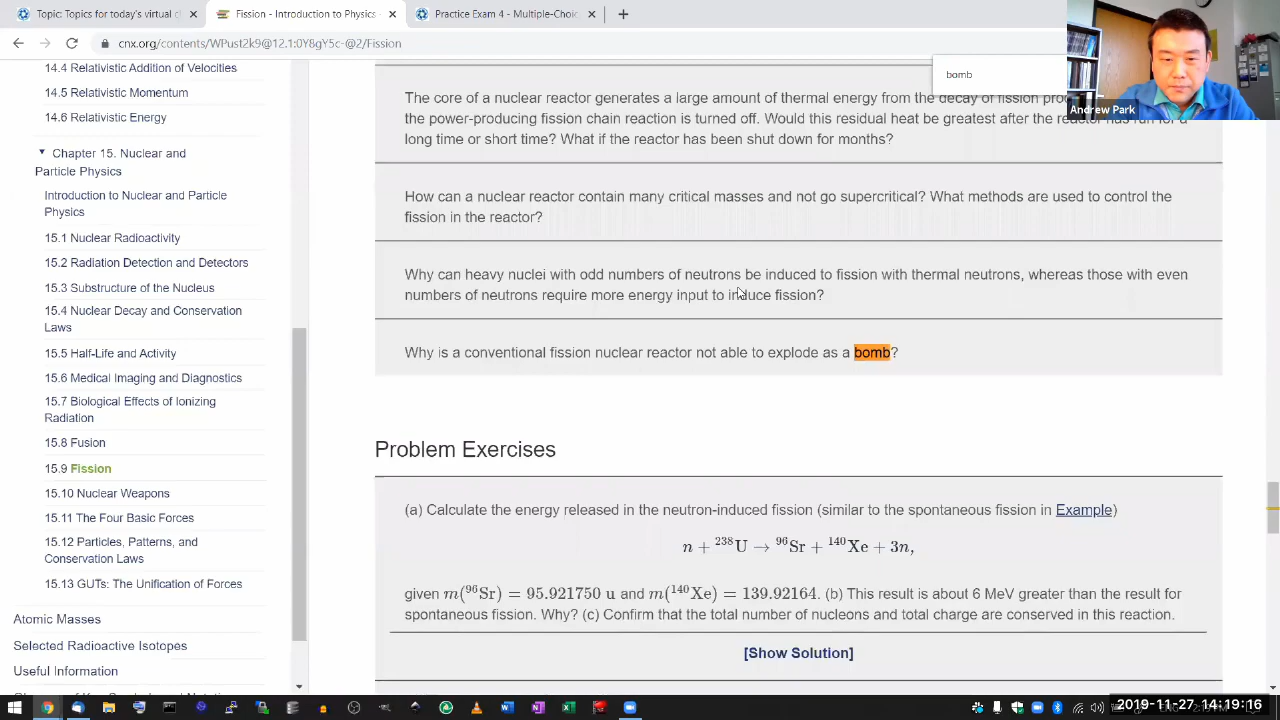 Topic: Topics for today's virtual cl
Fission - Introduction to Physics
Practice Exam 4 - Multiple-Choic
cnx.org/contents/WPust2k9@12.1:0Y8gY5c-@2/Fission
bomb
Andrew Park
14.4 Relativistic Addition of Velocities
14.5 Relativistic Momentum
14.6 Relativistic Energy
Chapter 15. Nuclear and
Particle Physics
Introduction to Nuclear and Particle
Physics
15.1 Nuclear Radioactivity
15.2 Radiation Detection and Detectors
15.3 Substructure of the Nucleus
15.4 Nuclear Decay and Conservation
Laws
15.5 Half-Life and Activity
15.6 Medical Imaging and Diagnostics
15.7 Biological Effects of Ionizing
Radiation
15.8 Fusion
15.9 Fission
15.10 Nuclear Weapons
15.11 The Four Basic Forces
15.12 Particles, Patterns, and
Conservation Laws
15.13 GUTs: The Unification of Forces
Atomic Masses
Selected Radioactive Isotopes
Useful Information
The core of a nuclear reactor generates a large amount of thermal energy from the decay of fission
the power-producing fission chain reaction is turned off. Would this residual heat be greatest after the reactor has run for a
long time or short time? What if the reactor has been shut down for months?
How can a nuclear reactor contain many critical masses and not go supercritical? What methods are used to control the
fission in the reactor?
Why can heavy nuclei with odd numbers of neutrons be induced to fission with thermal neutrons, whereas those with even
numbers of neutrons require more energy input to induce fission?
Why is a conventional fission nuclear reactor not able to explode as a bomb?
Problem Exercises
(a) Calculate the energy released in the neutron-induced fission (similar to the spontaneous fission in Example)
n + ²³⁸U → ⁹⁶Sr + ¹⁴⁰Xe + 3n,
given m(⁹⁶Sr) = 95.921750 u and m(¹⁴⁰Xe) = 139.92164. (b) This result is about 6 MeV greater than the result for
spontaneous fission. Why? (c) Confirm that the total number of nucleons and total charge are conserved in this reaction.
[Show Solution]
2019-11-27 14:19:16